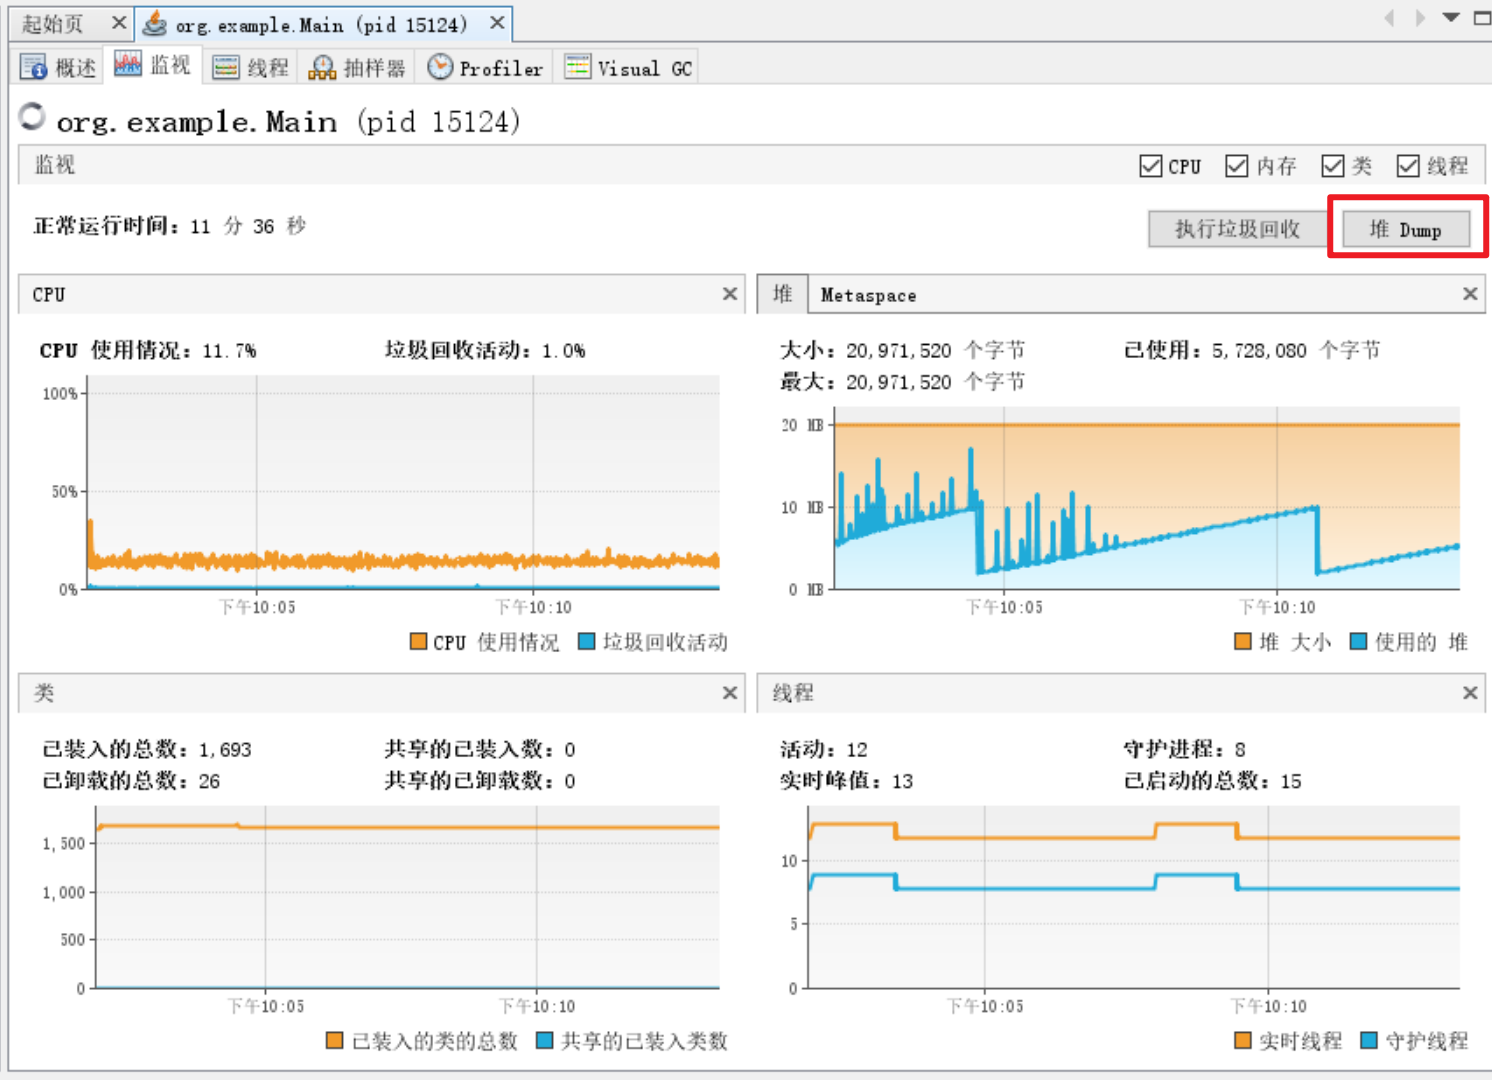 起始页
org.example.Main (pid 15124)
概述 监视 线程 抽样器 Profiler Visual GC
org.example.Main (pid 15124)
监视
CPU 内存 类 线程
正常运行时间: 11 分 36 秒
执行垃圾回收 堆 Dump
CPU
CPU 使用情况: 11.7% 垃圾回收活动: 1.0%
100%
50%
0%
下午10:05 下午10:10
CPU 使用情况 垃圾回收活动
堆 Metaspace
大小: 20,971,520 个字节 已使用: 5,728,080 个字节
最大: 20,971,520 个字节
20 MB
10 MB
0 MB
下午10:05 下午10:10
堆 大小 使用的 堆
类
已装入的总数: 1,693 共享的已装入数: 0
已卸载的总数: 26 共享的已卸载数: 0
1,500
1,000
500
0
下午10:05 下午10:10
已装入的类的总数 共享的已装入类数
线程
活动: 12 守护进程: 8
实时峰值: 13 已启动的总数: 15
10
5
0
下午10:05 下午10:10
实时线程 守护线程